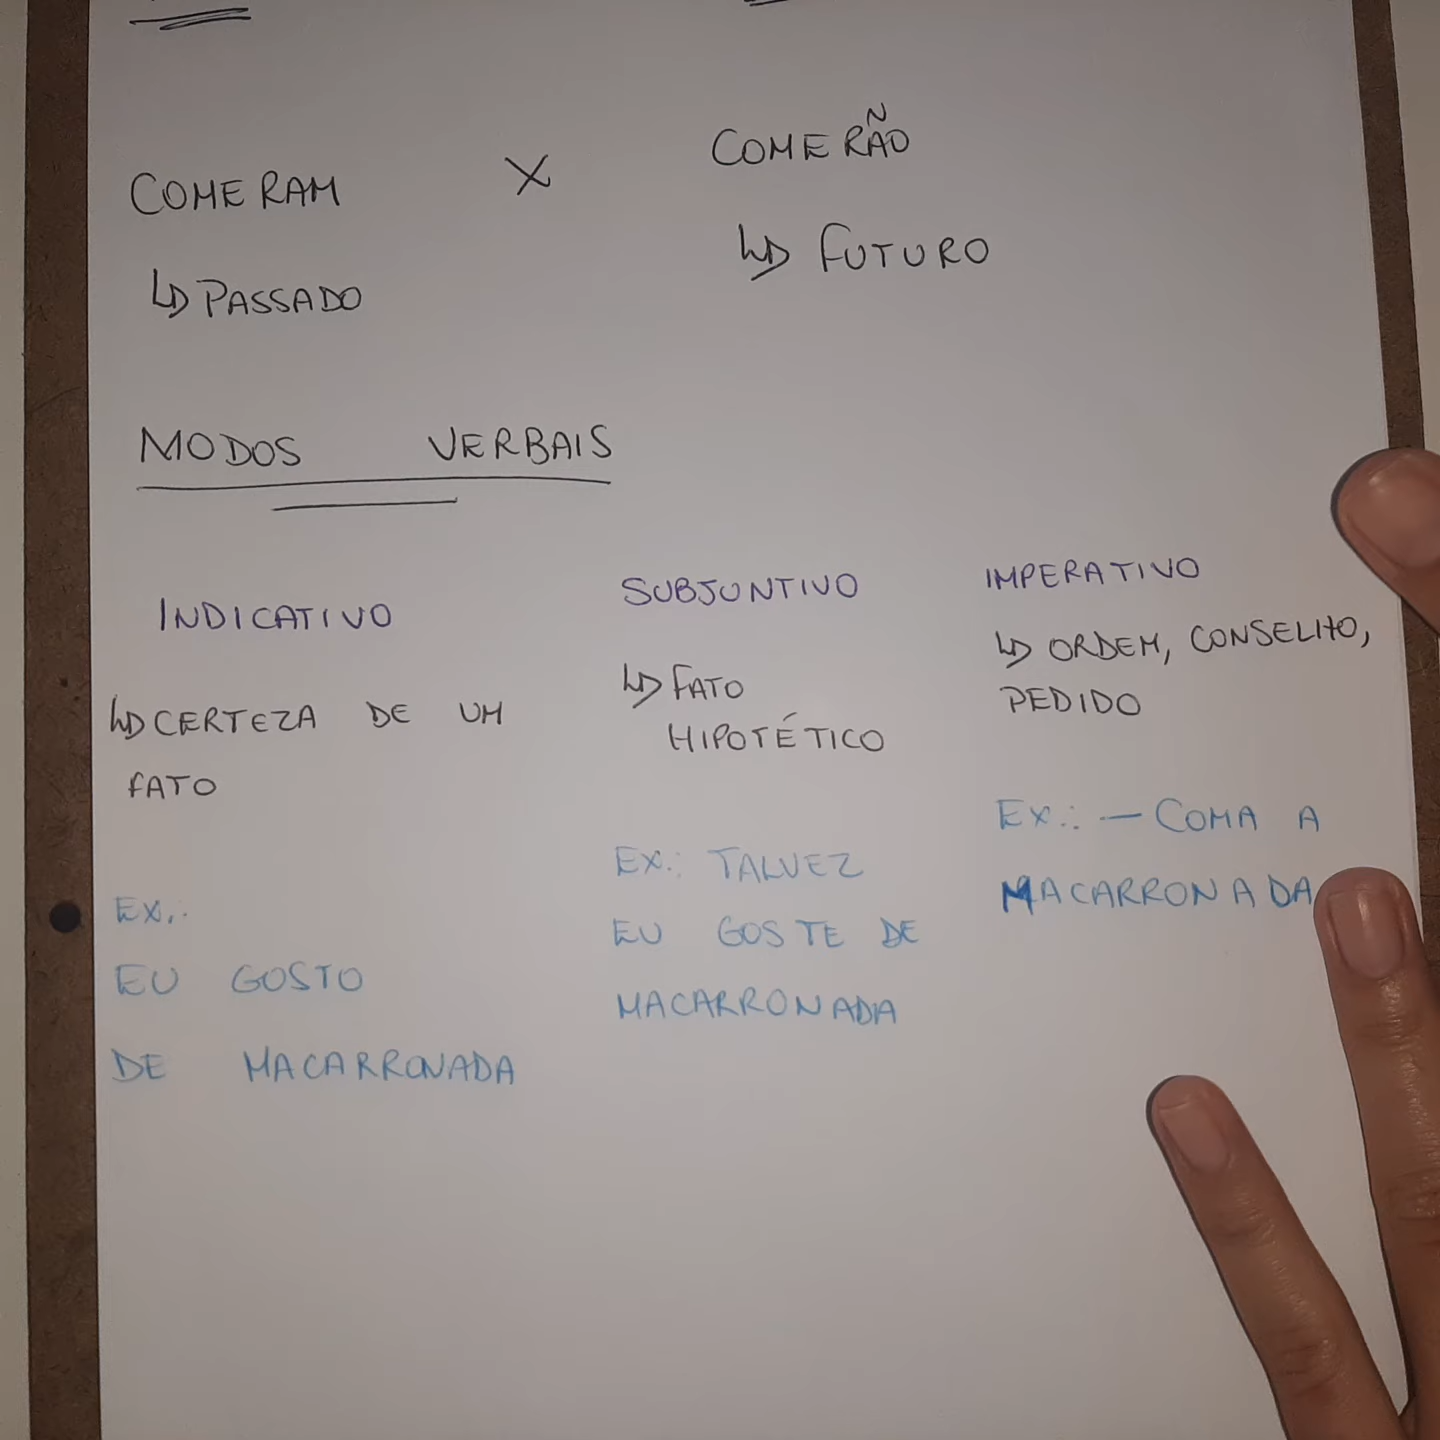 COMERAM X COMERÃO
↳ PASSADO
↳ FUTURO
MODOS VERBAIS
INDICATIVO
↳ CERTEZA DE UM
FATO
EX.:
EU GOSTO
DE MACARRONADA
SUBJUNTIVO
↳ FATO
HIPOTÉTICO
EX.: TALVEZ
EU GOSTE DE
MACARRONADA
IMPERATIVO
↳ ORDEM, CONSELHO,
PEDIDO
EX.: — COMA A
MACARRONADA